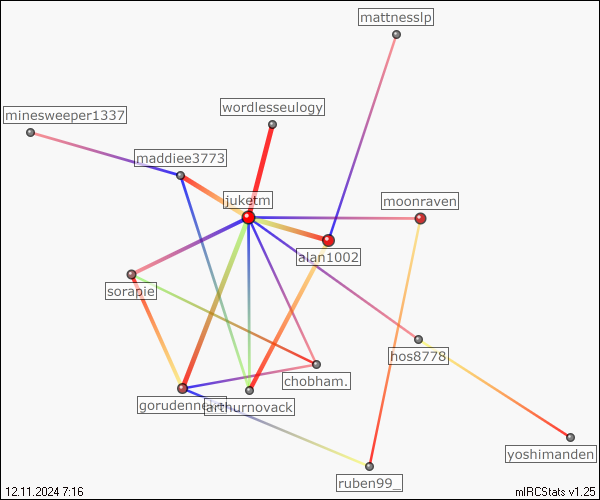 mattnesslp
wordlesseulogy
minesweeper1337
maddiee3773
juketm
moonraven
alan1002
sorapie
hos8778
chobham.
arthurnovack
yoshimanden
ruben99_
12.11.2024 7:16
mIRCStats v1.25